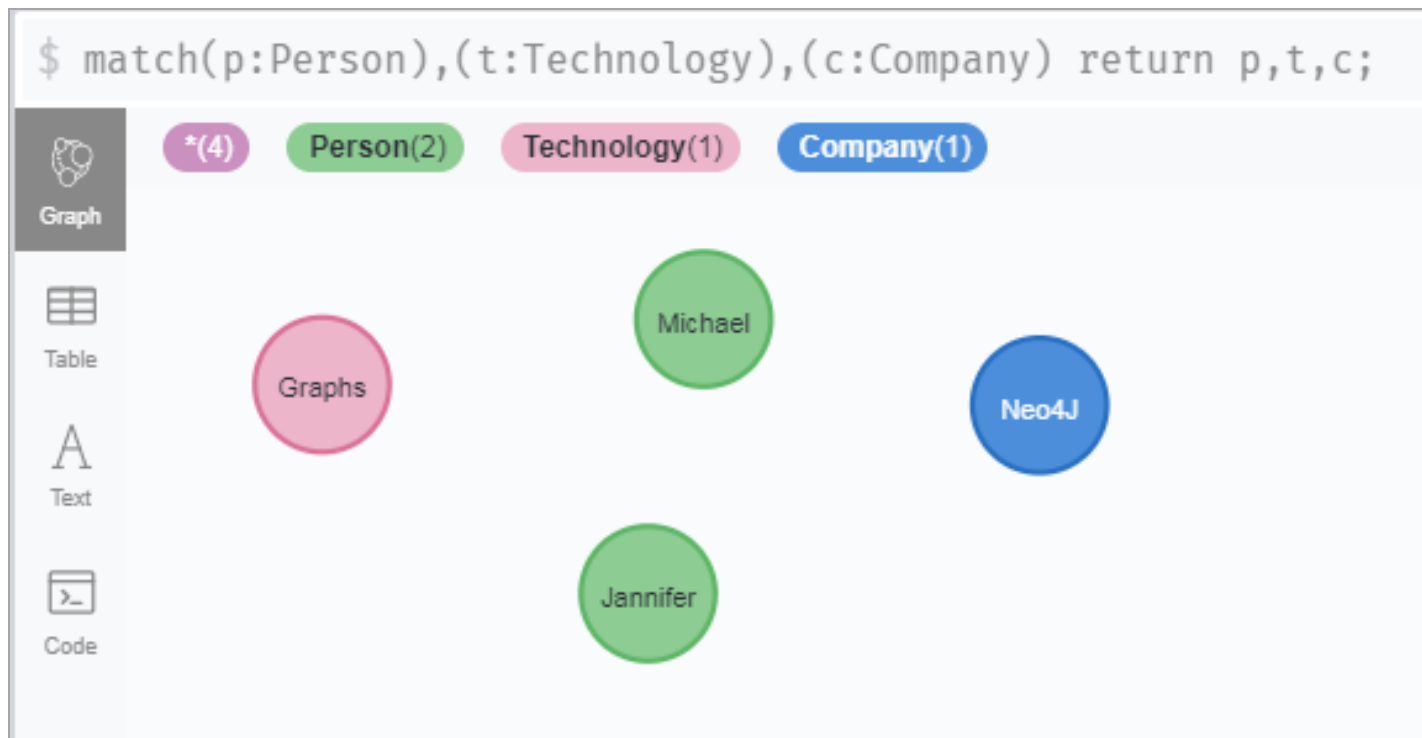 $ match(p:Person),(t:Technology),(c:Company) return p,t,c;
*(4) Person(2) Technology(1) Company(1)
Graph
Table
Text
Code
Michael
Graphs
Neo4J
Jannifer